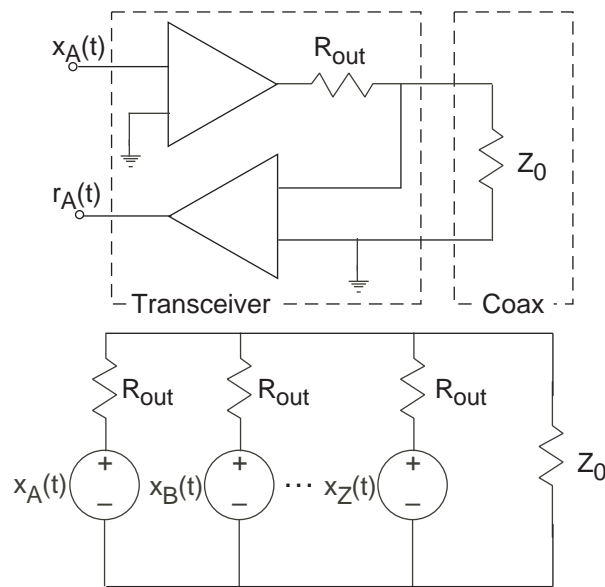 x_A(t)
R_out
Z_0
r_A(t)
Transceiver
Coax
R_out
R_out
R_out
Z_0
x_A(t)
+
−
x_B(t)
+
−
...
x_Z(t)
+
−